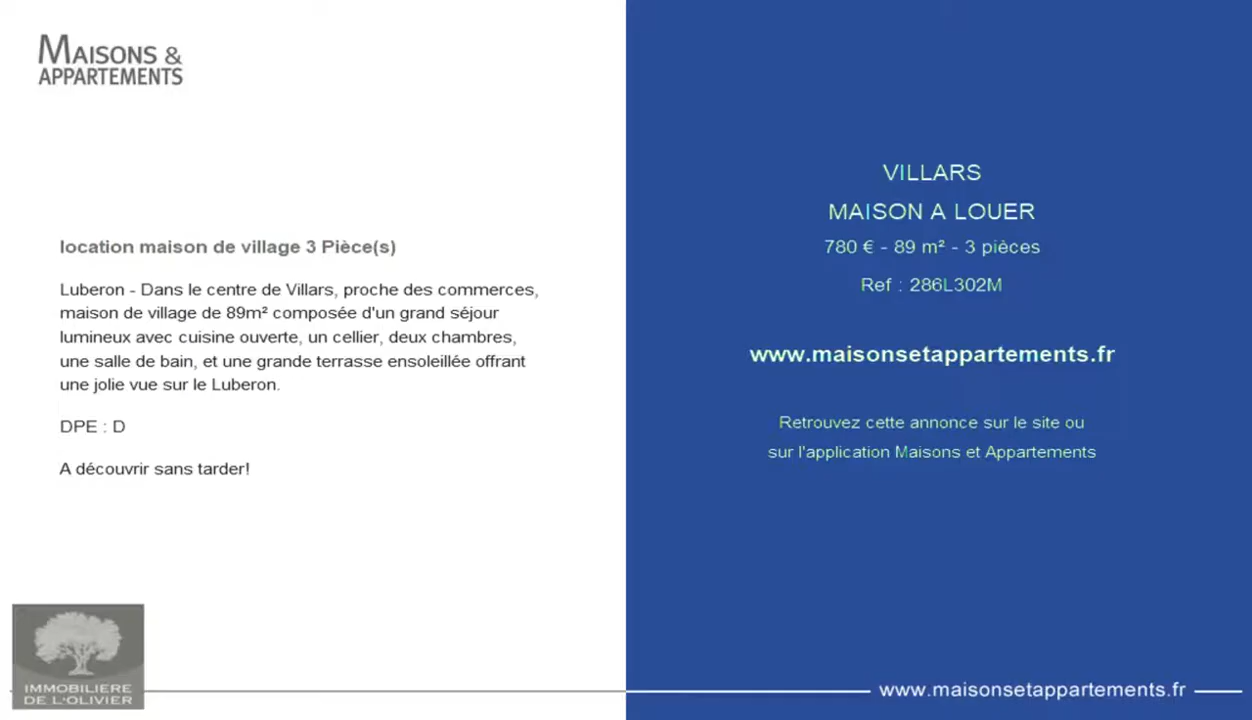 MAISONS &
APPARTEMENTS
location maison de village 3 Pièce(s)
Luberon - Dans le centre de Villars, proche des commerces,
maison de village de 89m² composée d'un grand séjour
lumineux avec cuisine ouverte, un cellier, deux chambres,
une salle de bain, et une grande terrasse ensoleillée offrant
une jolie vue sur le Luberon.
DPE : D
A découvrir sans tarder!
IMMOBILIERE
DE L'OLIVIER
VILLARS
MAISON A LOUER
780 € - 89 m² - 3 pièces
Ref : 286L302M
www.maisonsetappartements.fr
Retrouvez cette annonce sur le site ou
sur l'application Maisons et Appartements
www.maisonsetappartements.fr